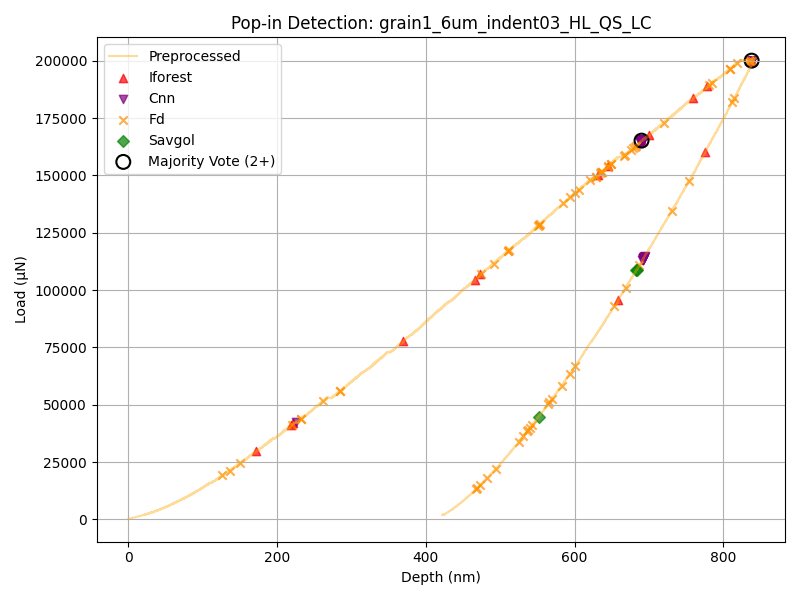 Pop-in Detection: grain1_6um_indent03_HL_QS_LC
Preprocessed
Iforest
Cnn
Fd
Savgol
Majority Vote (2+)
200000
175000
150000
125000
100000
75000
50000
25000
0
Load (µN)
0 200 400 600 800
Depth (nm)